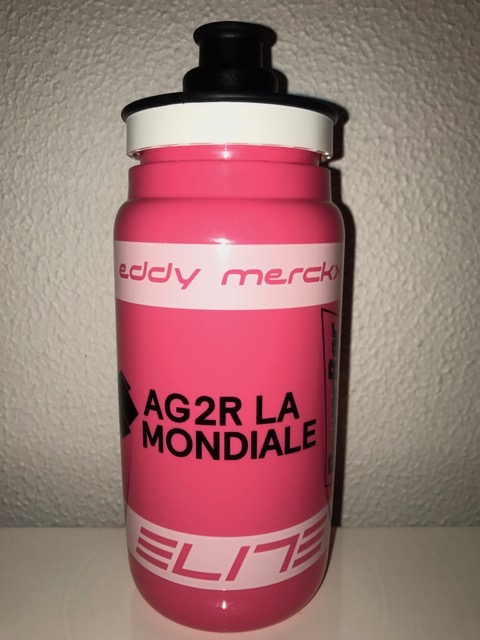 eddy merckx
AG2R LA
MONDIALE
ELITE